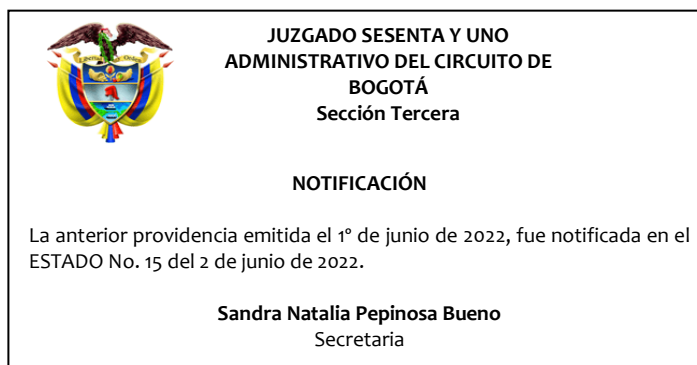 JUZGADO SESENTA Y UNO
ADMINISTRATIVO DEL CIRCUITO DE
BOGOTÁ
Sección Tercera
NOTIFICACIÓN
La anterior providencia emitida el 1º de junio de 2022, fue notificada en el
ESTADO No. 15 del 2 de junio de 2022.
Sandra Natalia Pepinosa Bueno
Secretaria